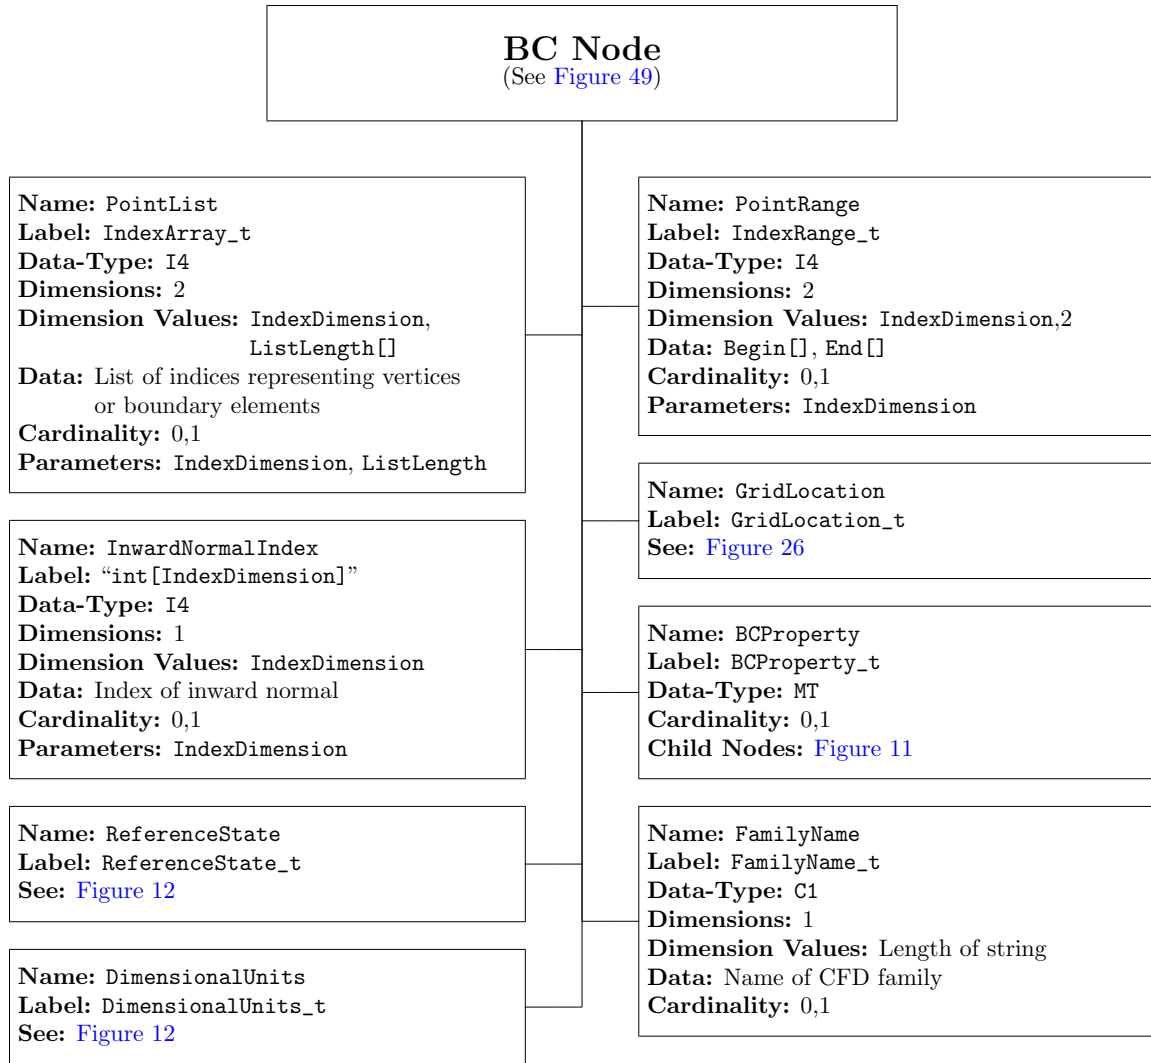 BC Node
(See Figure 49)
Name: PointList
Label: IndexArray_t
Data-Type: I4
Dimensions: 2
Dimension Values: IndexDimension,
ListLength[]
Data: List of indices representing vertices
or boundary elements
Cardinality: 0,1
Parameters: IndexDimension, ListLength
Name: InwardNormalIndex
Label: “int[IndexDimension]”
Data-Type: I4
Dimensions: 1
Dimension Values: IndexDimension
Data: Index of inward normal
Cardinality: 0,1
Parameters: IndexDimension
Name: ReferenceState
Label: ReferenceState_t
See: Figure 12
Name: DimensionalUnits
Label: DimensionalUnits_t
See: Figure 12
Name: PointRange
Label: IndexRange_t
Data-Type: I4
Dimensions: 2
Dimension Values: IndexDimension,2
Data: Begin[], End[]
Cardinality: 0,1
Parameters: IndexDimension
Name: GridLocation
Label: GridLocation_t
See: Figure 26
Name: BCProperty
Label: BCProperty_t
Data-Type: MT
Cardinality: 0,1
Child Nodes: Figure 11
Name: FamilyName
Label: FamilyName_t
Data-Type: C1
Dimensions: 1
Dimension Values: Length of string
Data: Name of CFD family
Cardinality: 0,1